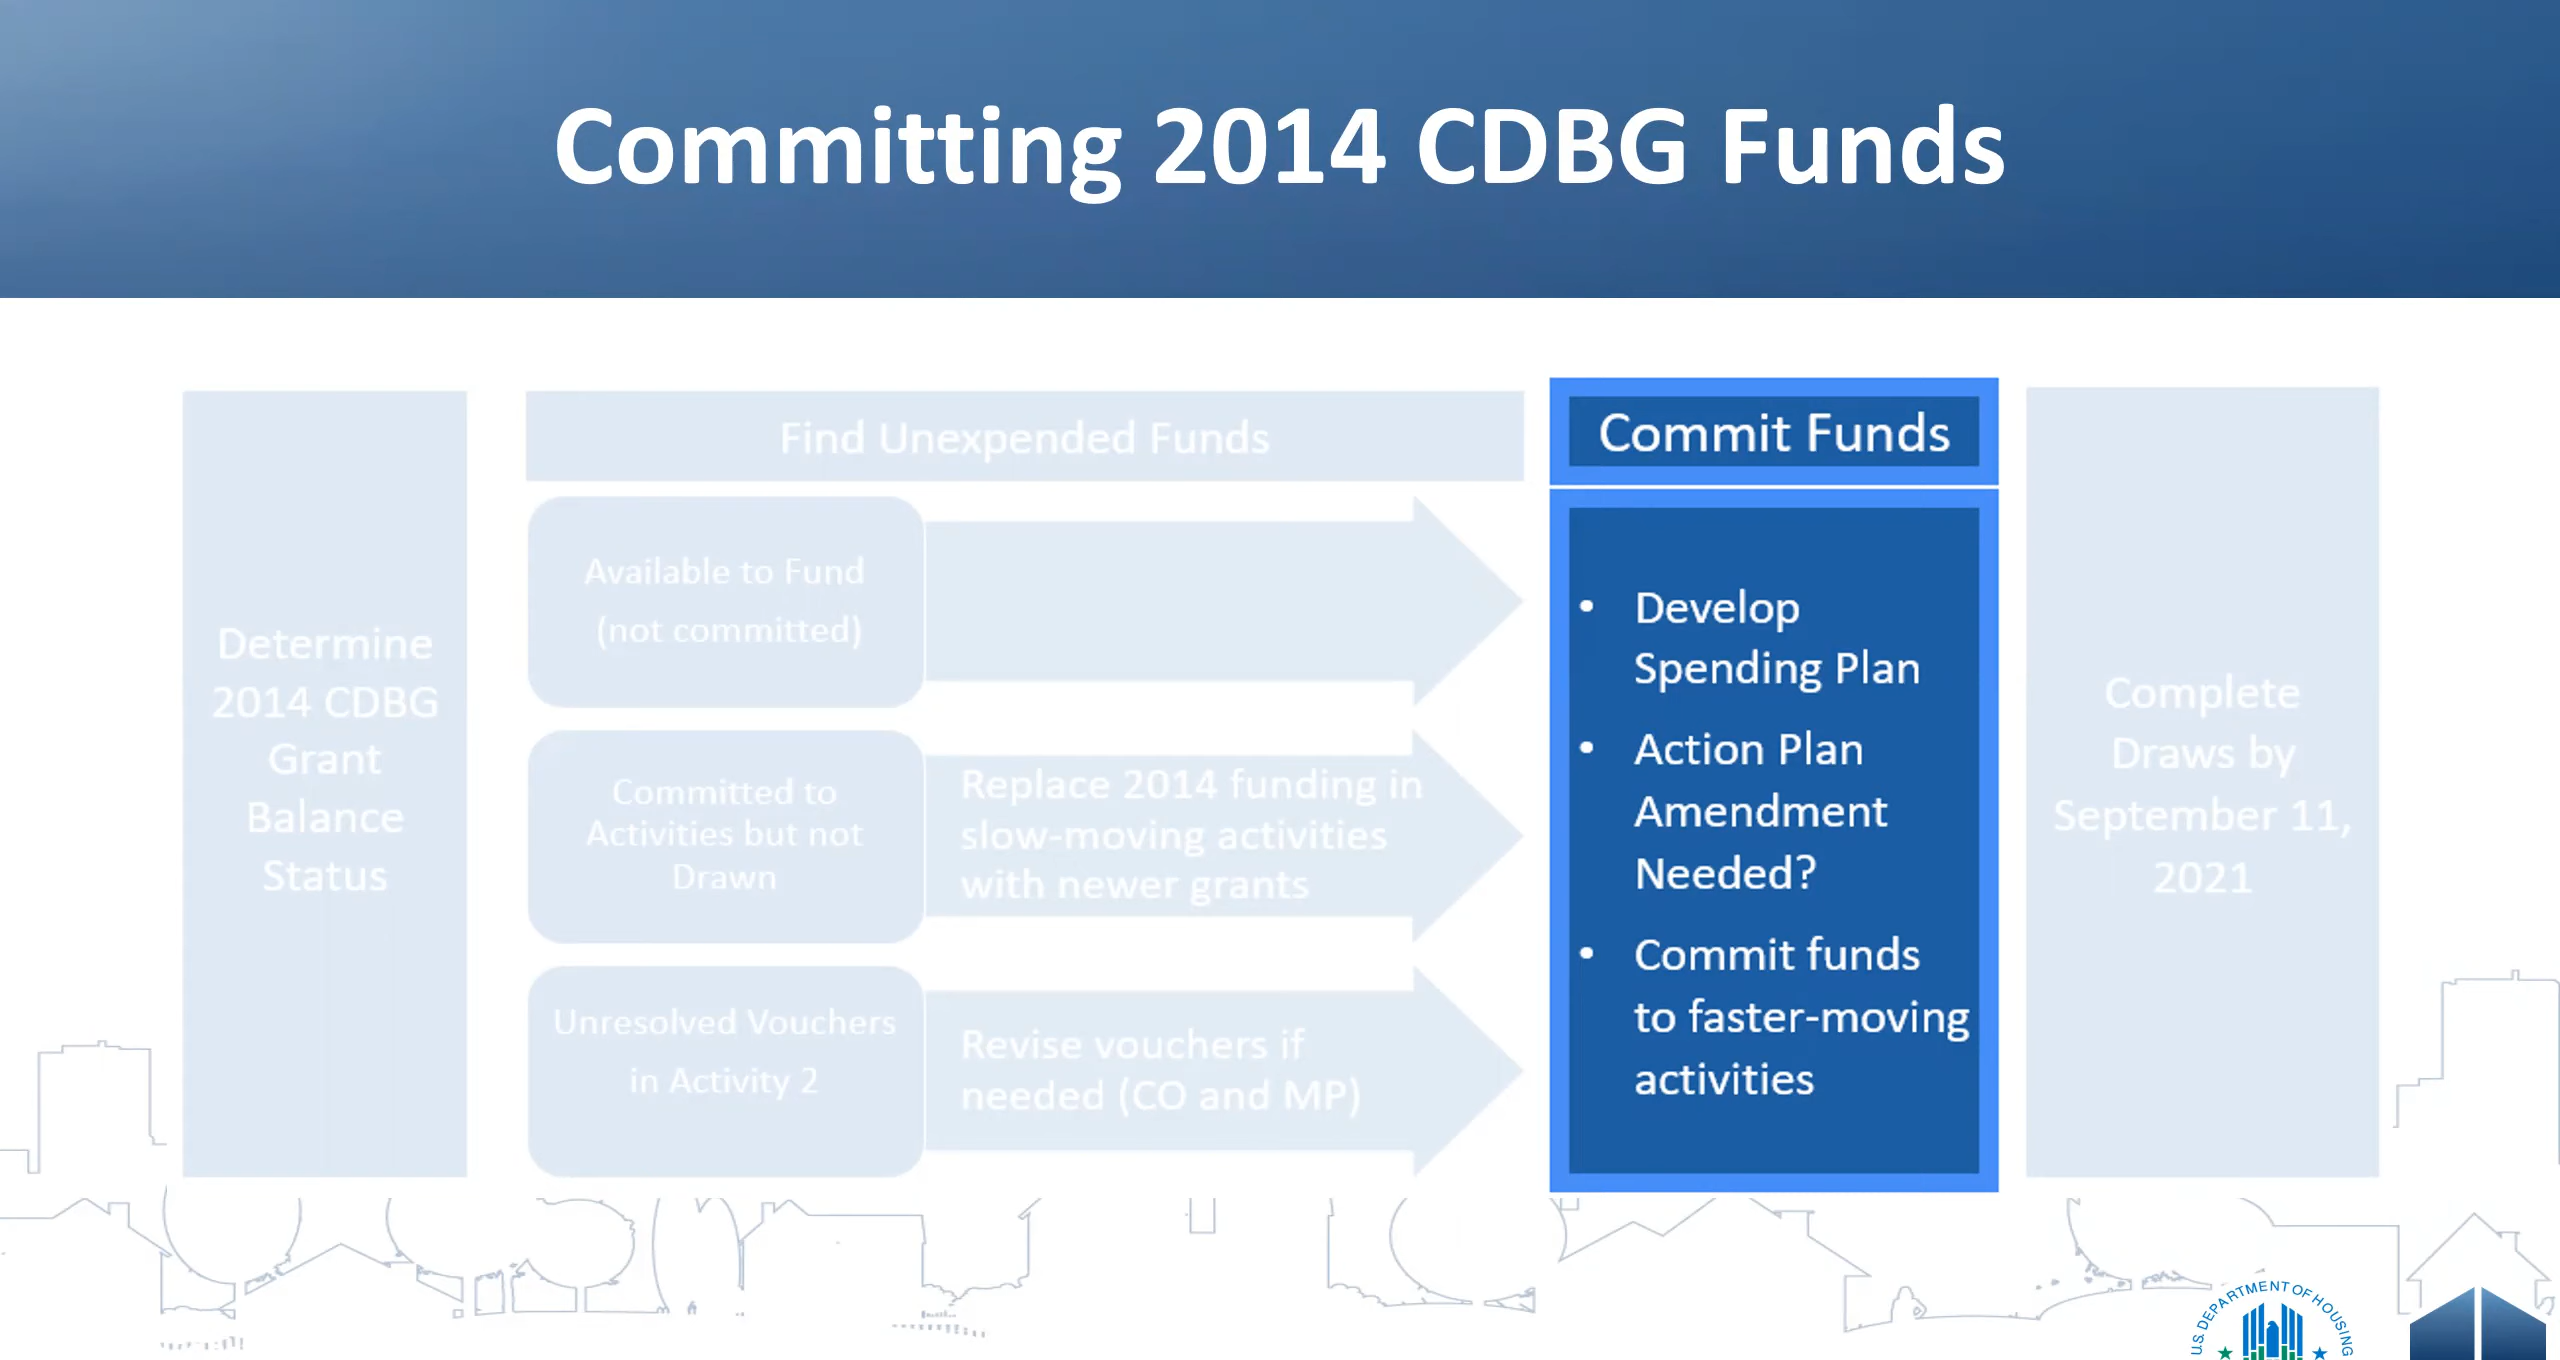 Committing 2014 CDBG Funds
Determine
2014 CDBG
Grant
Balance
Status
Find Unexpended Funds
Available to Fund
(not committed)
Committed to
Activities but not
Drawn
Replace 2014 funding in
slow-moving activities
with newer grants
Unresolved Vouchers
in Activity 2
Revise vouchers if
needed (CO and MP)
Commit Funds
• Develop
Spending Plan
• Action Plan
Amendment
Needed?
• Commit funds
to faster-moving
activities
Complete
Draws by
September 11,
2021
U.S. DEPARTMENT OF HOUSING